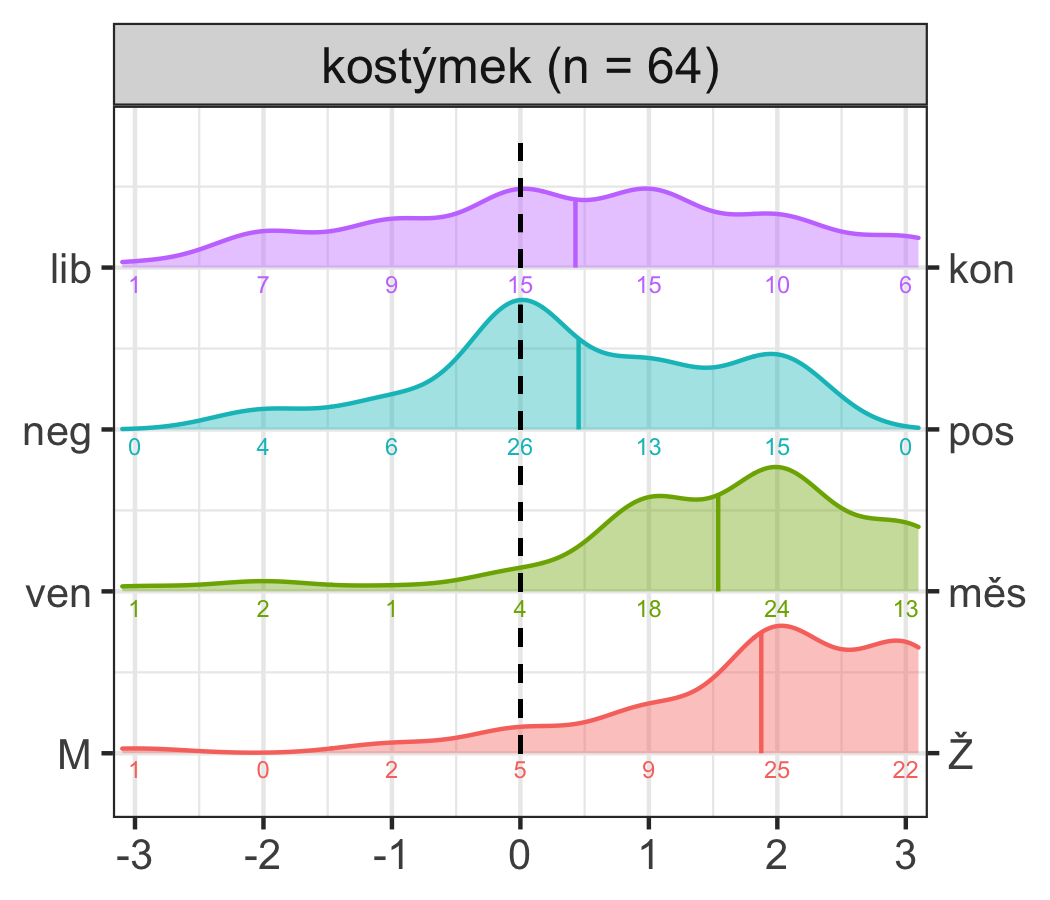 kostýmek (n = 64)
lib kon
1 7 9 15 15 10 6
neg pos
0 4 6 26 13 15 0
ven měs
1 2 1 4 18 24 13
M Ž
1 0 2 5 9 25 22
-3 -2 -1 0 1 2 3